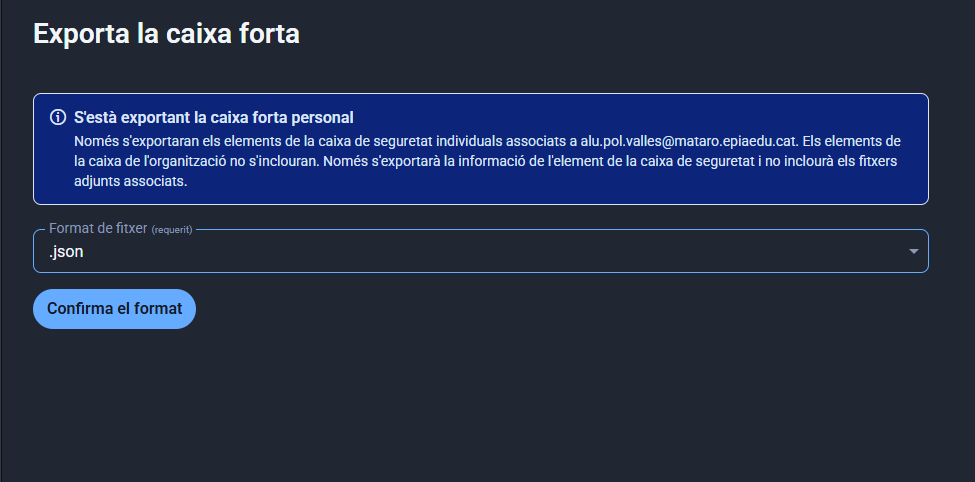 Exporta la caixa forta
S'està exportant la caixa forta personal
Només s'exportaran els elements de la caixa de seguretat individuals associats a alu.pol.valles@mataro.epiaedu.cat. Els elements de
la caixa de l'organització no s'inclouran. Només s'exportarà la informació de l'element de la caixa de seguretat i no inclourà els fitxers
adjunts associats.
Format de fitxer (requerit)
.json
Confirma el format